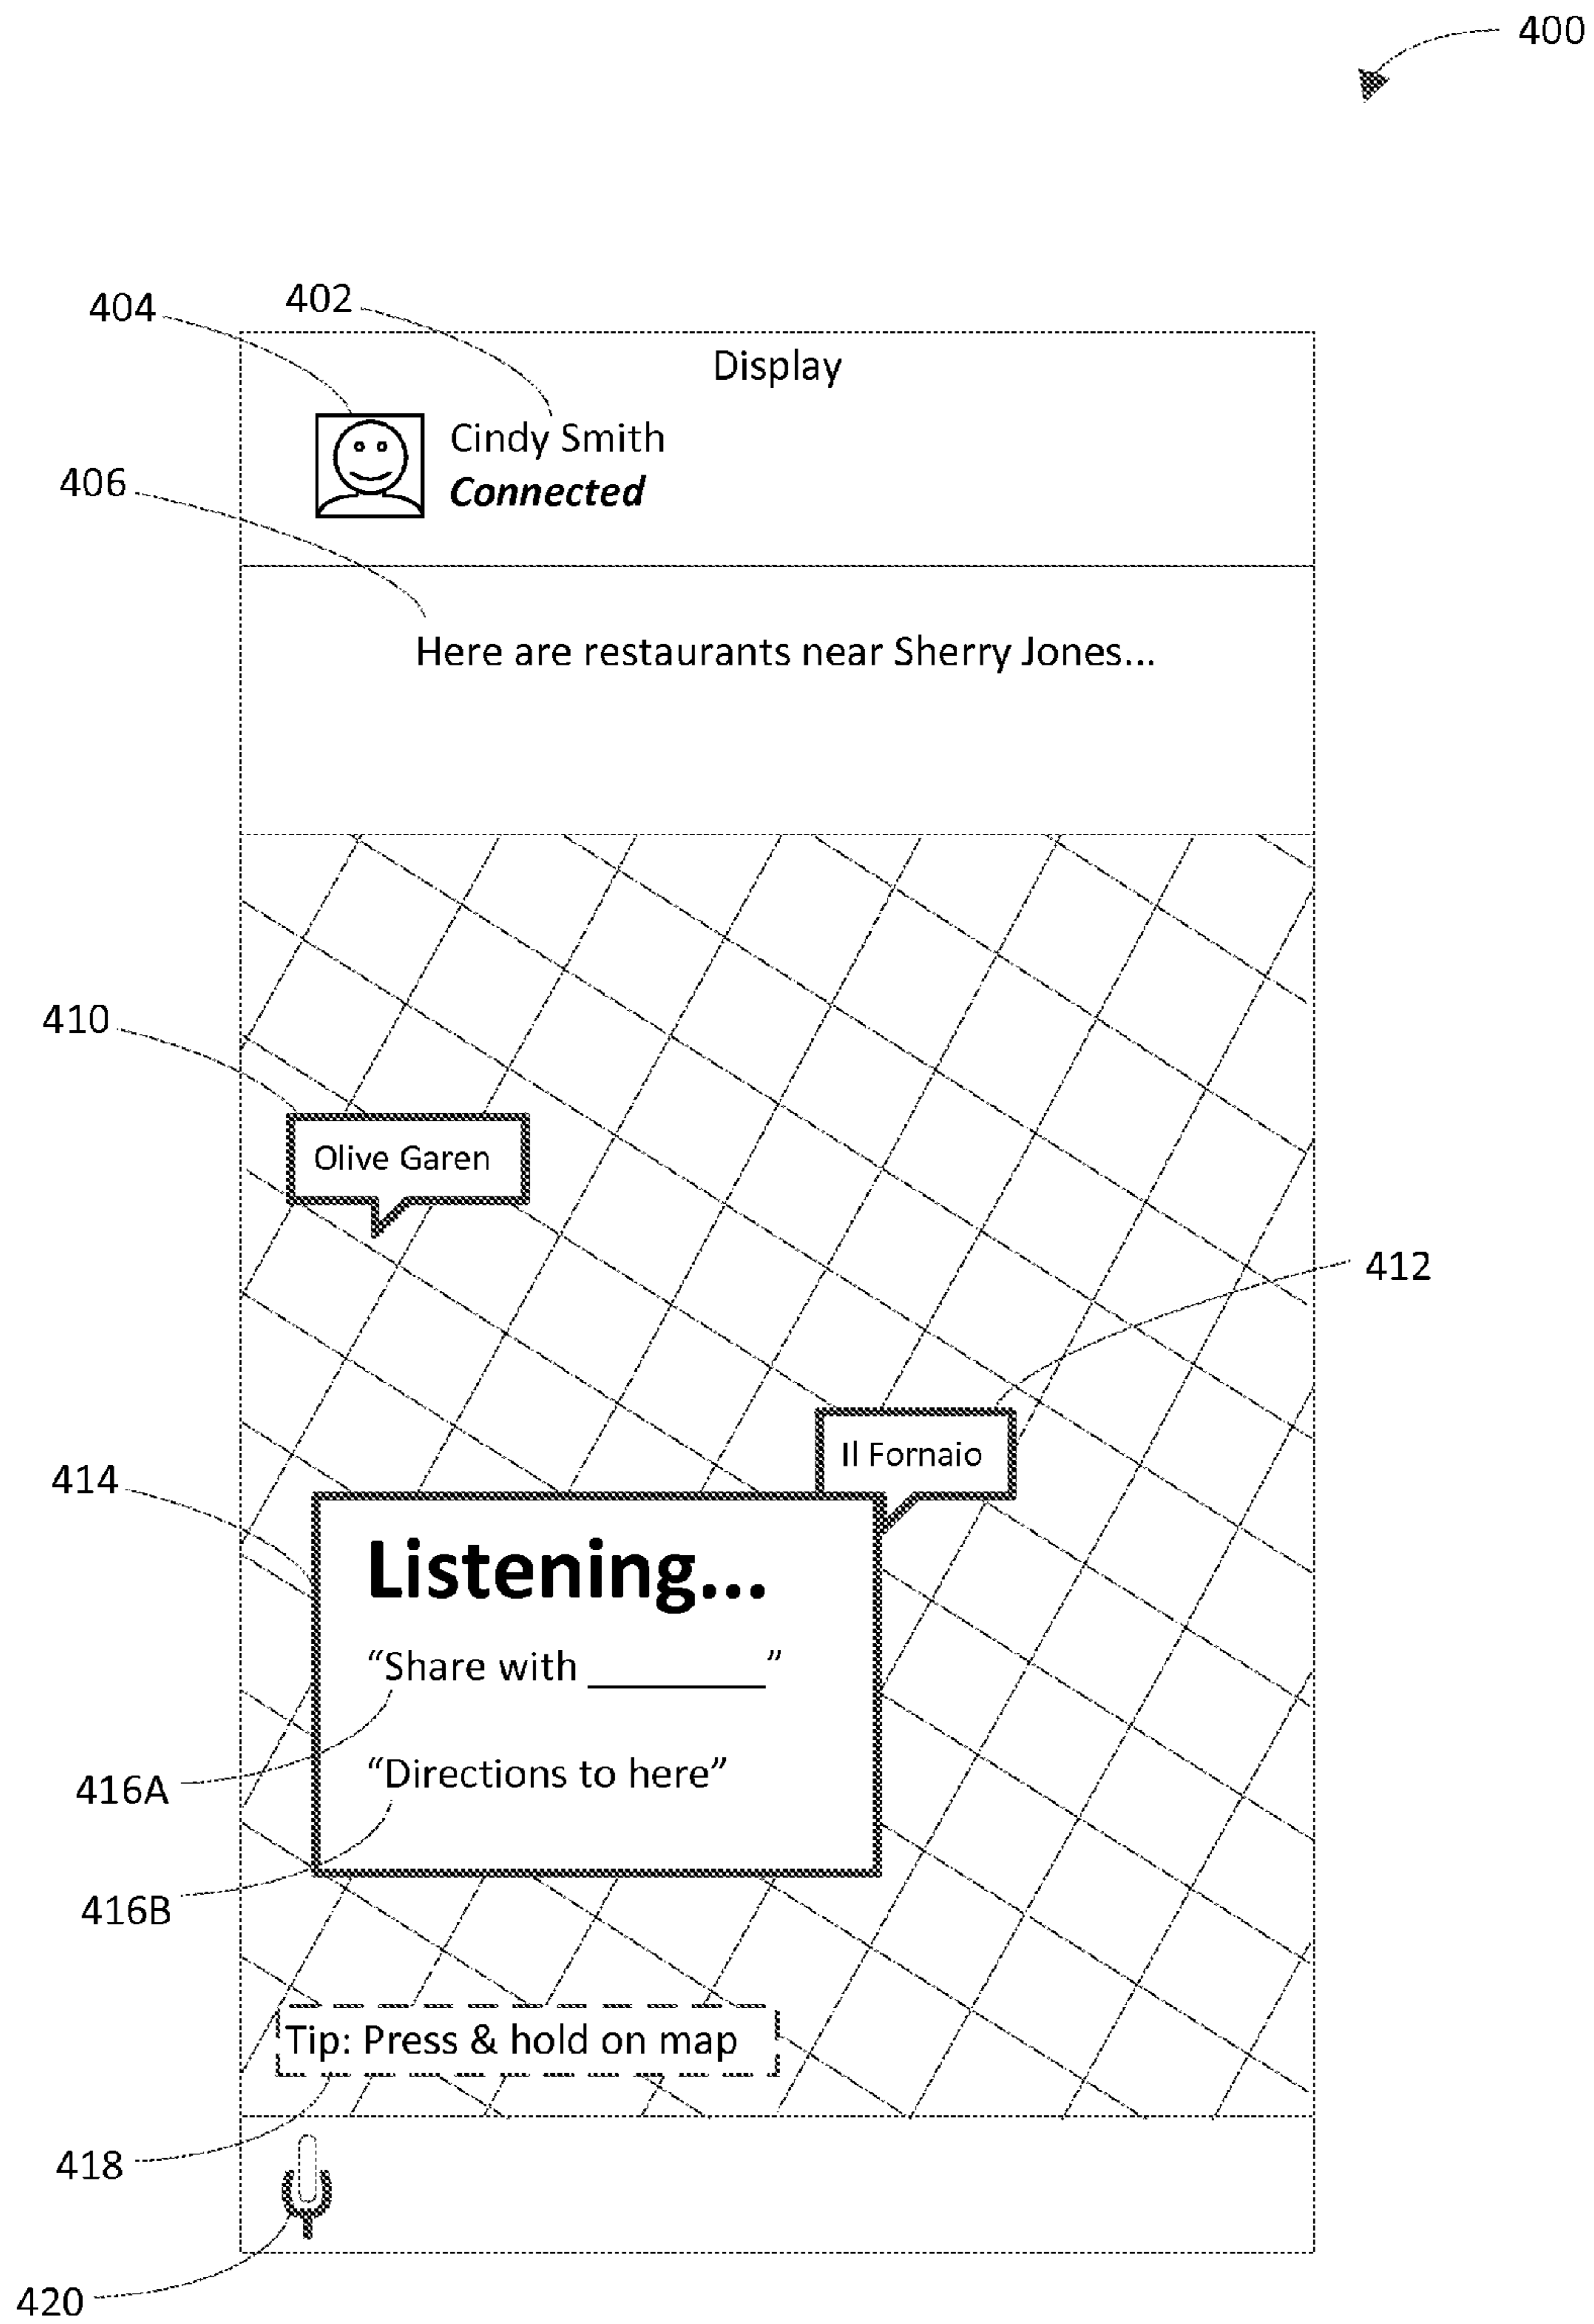 400
402
404
Display
Cindy Smith
Connected
406
Here are restaurants near Sherry Jones...
410
Olive Garen
412
Il Fornaio
414
Listening...
“Share with ________”
416A
“Directions to here”
416B
Tip: Press & hold on map
418
420